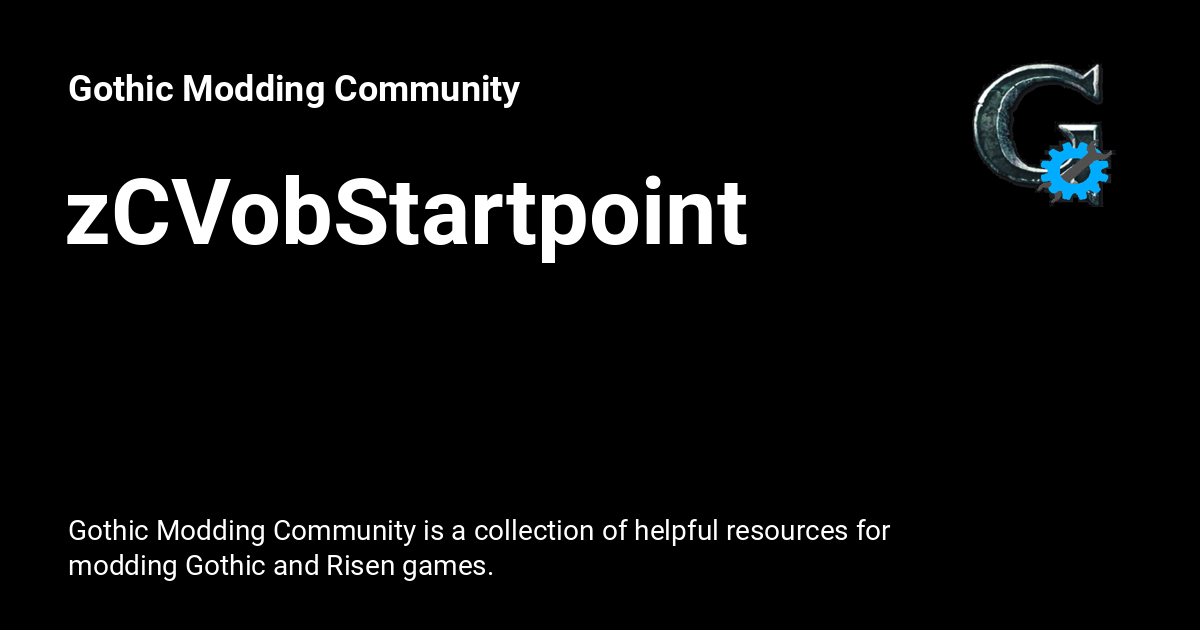 Gothic Modding Community
zCVobStartpoint
G
Gothic Modding Community is a collection of helpful resources for
modding Gothic and Risen games.